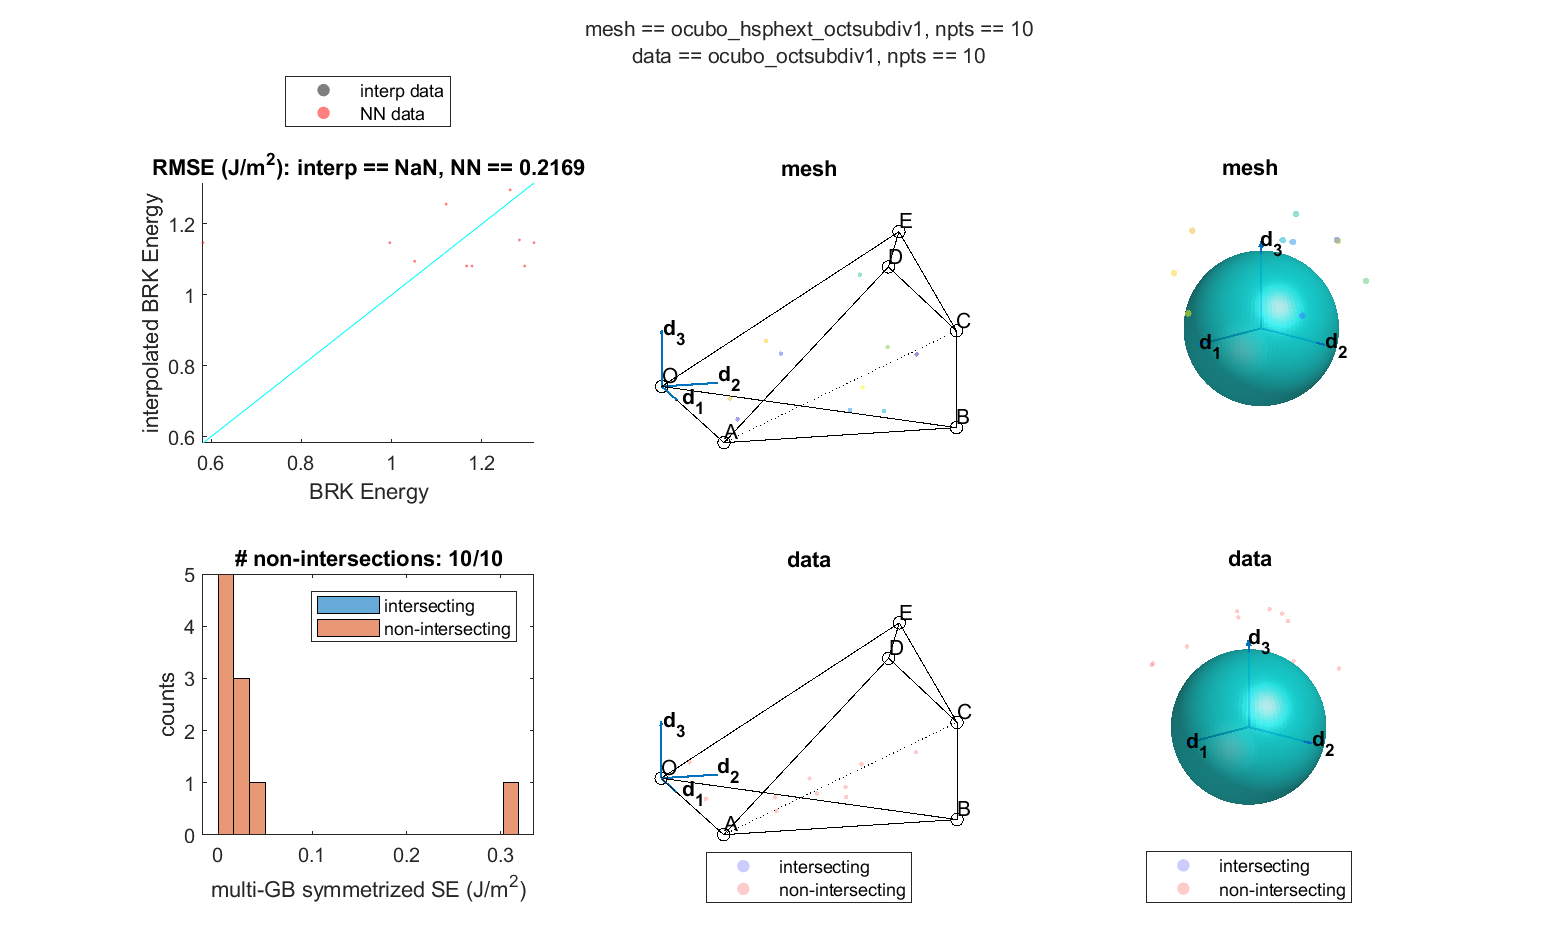 mesh == ocubo_hsphext_octsubdiv1, npts == 10
data == ocubo_octsubdiv1, npts == 10
interp data
NN data
RMSE (J/m²): interp == NaN, NN == 0.2169
interpolated BRK Energy
1.2
1
0.8
0.6
0.6
0.8
1
1.2
BRK Energy
mesh
E
D
C
d₃
O
d₂
d₁
A
B
mesh
d₃
d₁
d₂
# non-intersections: 10/10
counts
5
4
3
2
1
0
intersecting
non-intersecting
0
0.1
0.2
0.3
multi-GB symmetrized SE (J/m²)
data
E
D
C
d₃
O
d₂
d₁
A
B
intersecting
non-intersecting
data
d₃
d₁
d₂
intersecting
non-intersecting